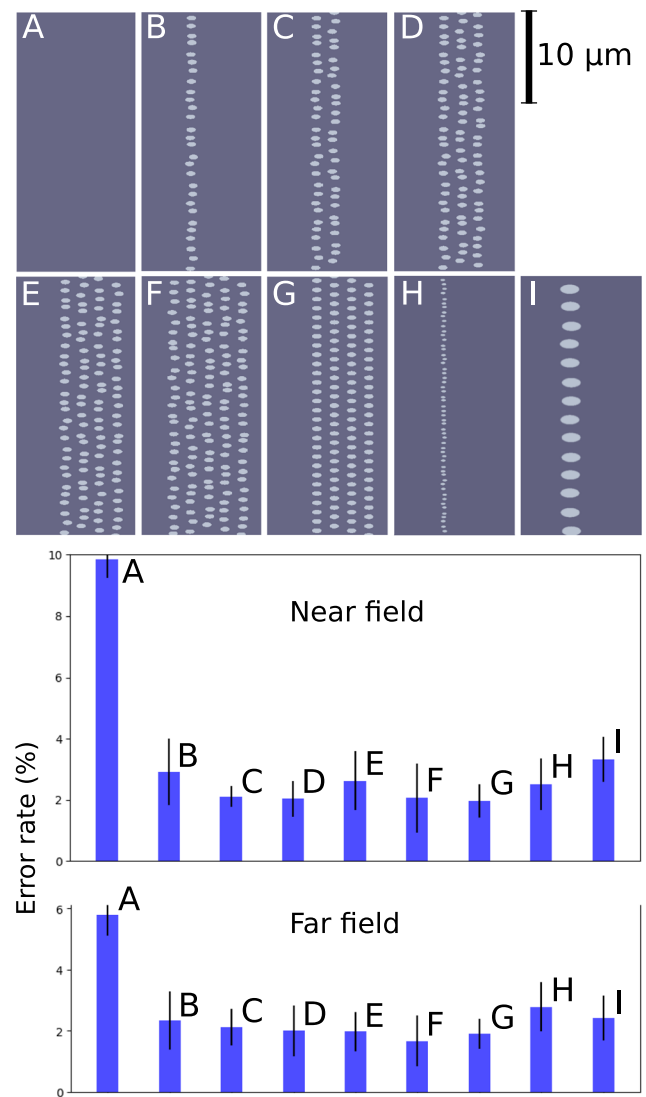 A B C D
10 μm
E F G H I
10
8
6
4
2
0
Near field
A B C D E F G H I
Error rate (%)
6
4
2
0
Far field
A B C D E F G H I